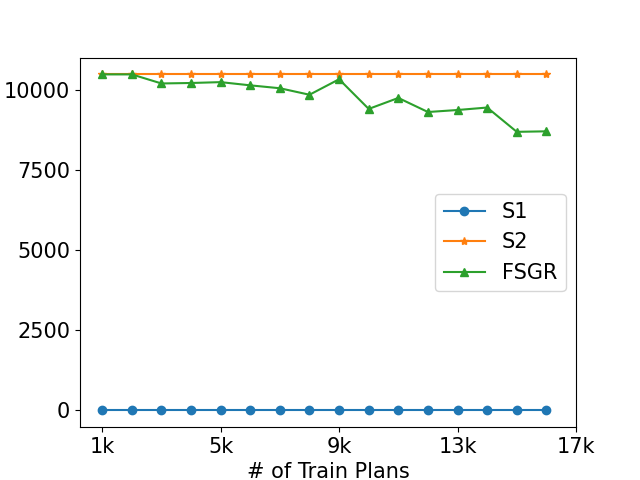 10000
7500
5000
2500
0
S1
S2
FSGR
1k 5k 9k 13k 17k
# of Train Plans